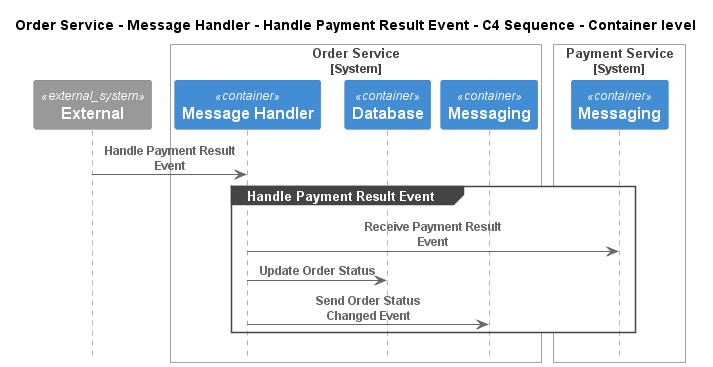 Order Service - Message Handler - Handle Payment Result Event - C4 Sequence - Container level
Order Service
[System]
Payment Service
[System]
«external_system»
External
«container»
Message Handler
«container»
Database
«container»
Messaging
«container»
Messaging
Handle Payment Result
Event
Handle Payment Result Event
Receive Payment Result
Event
Update Order Status
Send Order Status
Changed Event